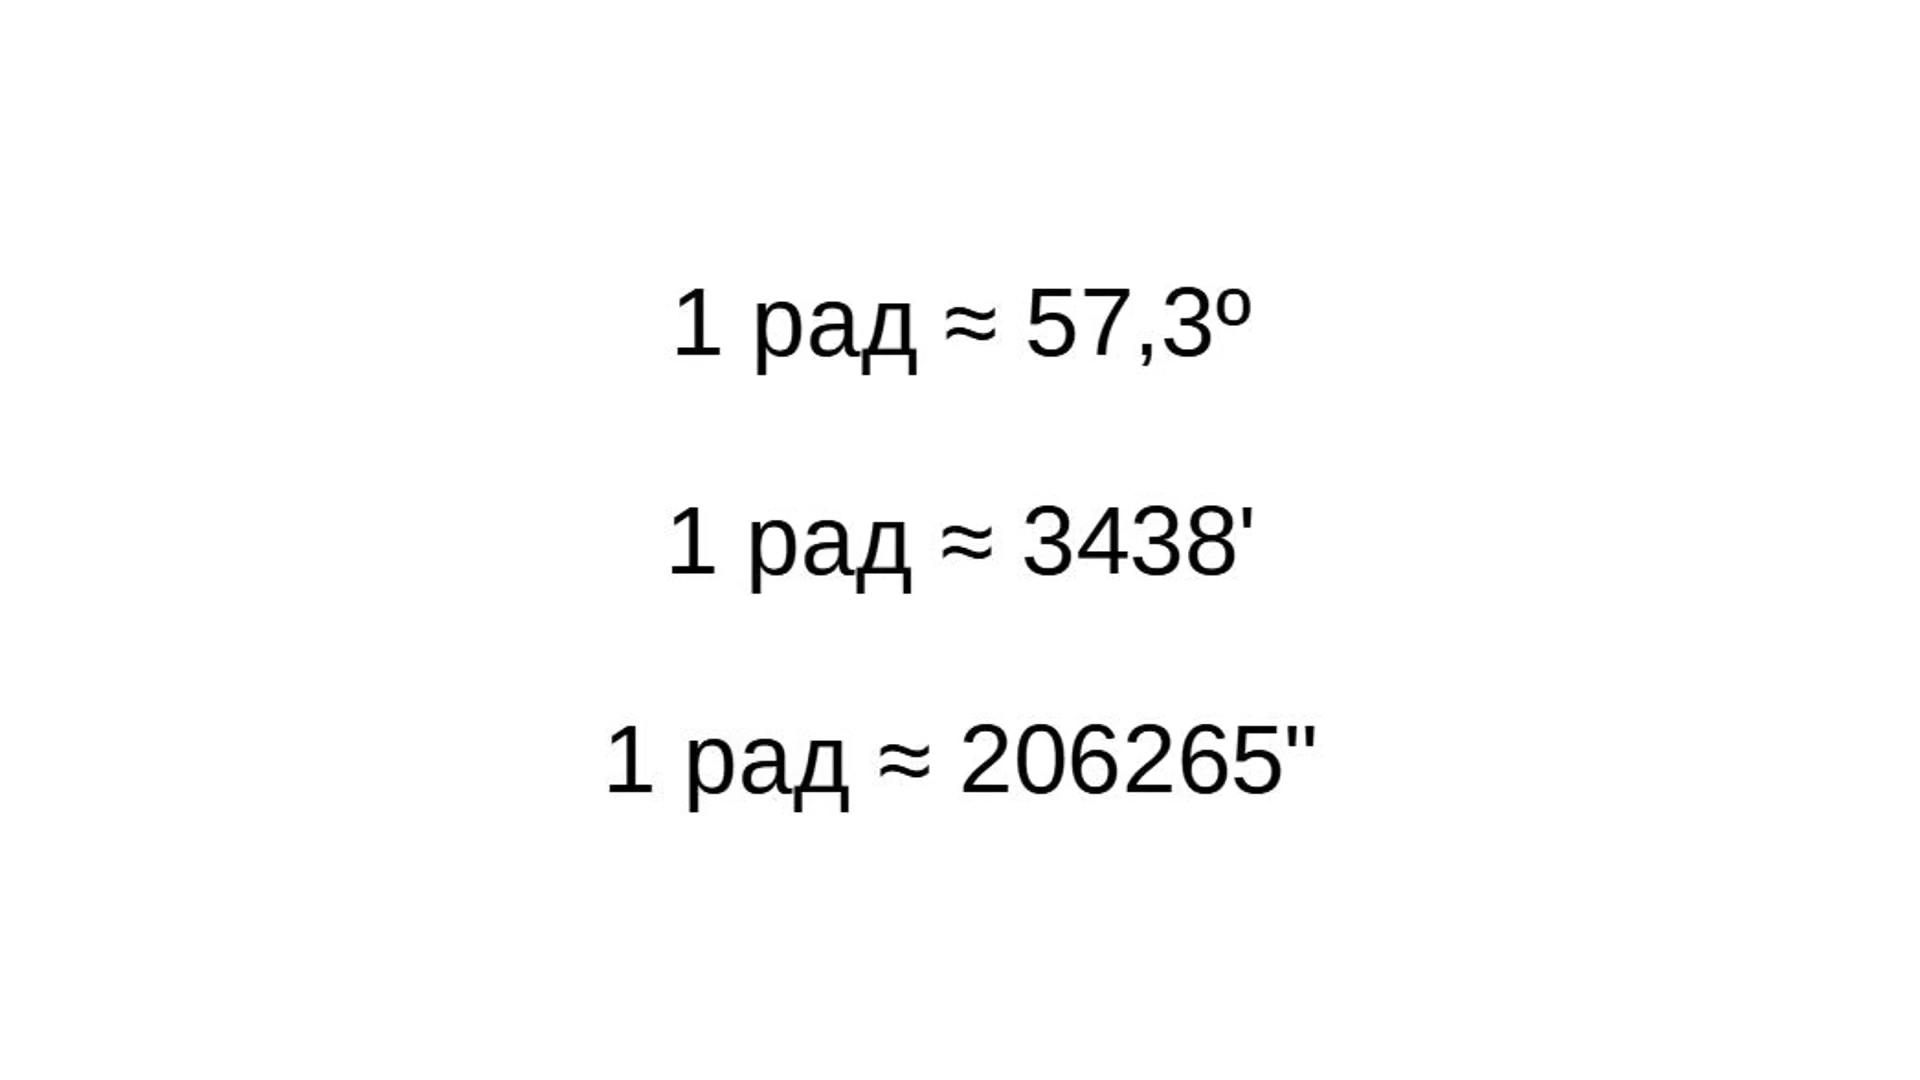 1 рад ≈ 57,3º
1 рад ≈ 3438'
1 рад ≈ 206265"